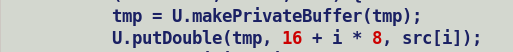 tmp = U.makePrivateBuffer(tmp);
U.putDouble(tmp, 16 + i * 8, src[i]);